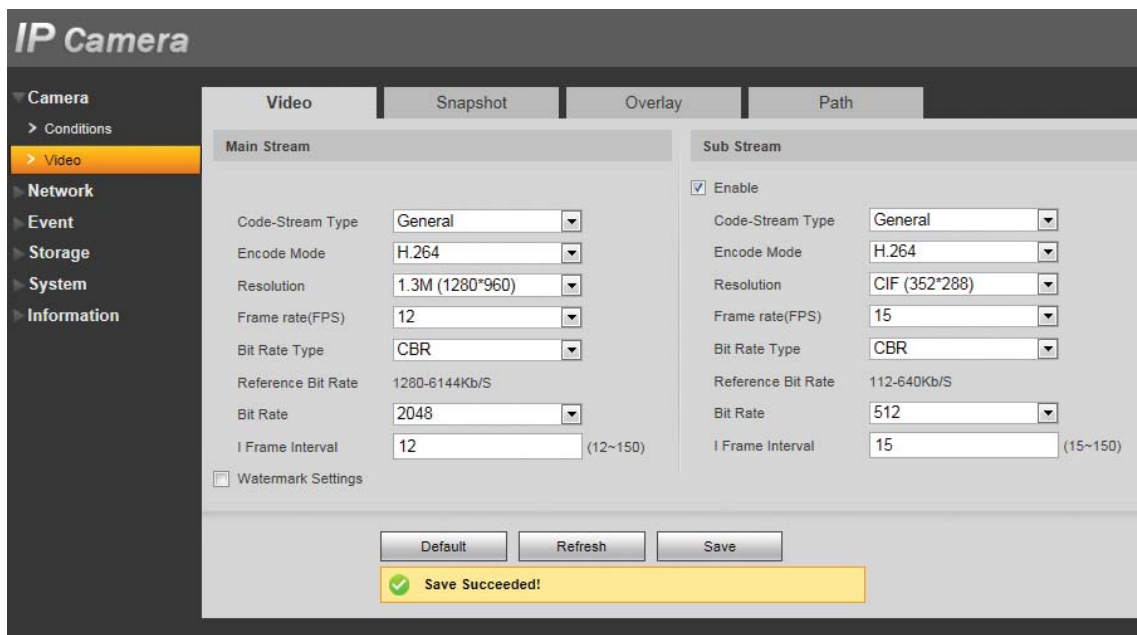 IP Camera
Camera
> Conditions
> Video
Network
Event
Storage
System
Information
Video Snapshot Overlay Path
Main Stream
Code-Stream Type General
Encode Mode H.264
Resolution 1.3M (1280*960)
Frame rate(FPS) 12
Bit Rate Type CBR
Reference Bit Rate 1280-6144Kb/S
Bit Rate 2048
I Frame Interval 12 (12~150)
Watermark Settings
Sub Stream
Enable
Code-Stream Type General
Encode Mode H.264
Resolution CIF (352*288)
Frame rate(FPS) 15
Bit Rate Type CBR
Reference Bit Rate 112-640Kb/S
Bit Rate 512
I Frame Interval 15 (15~150)
Default Refresh Save
Save Succeeded!